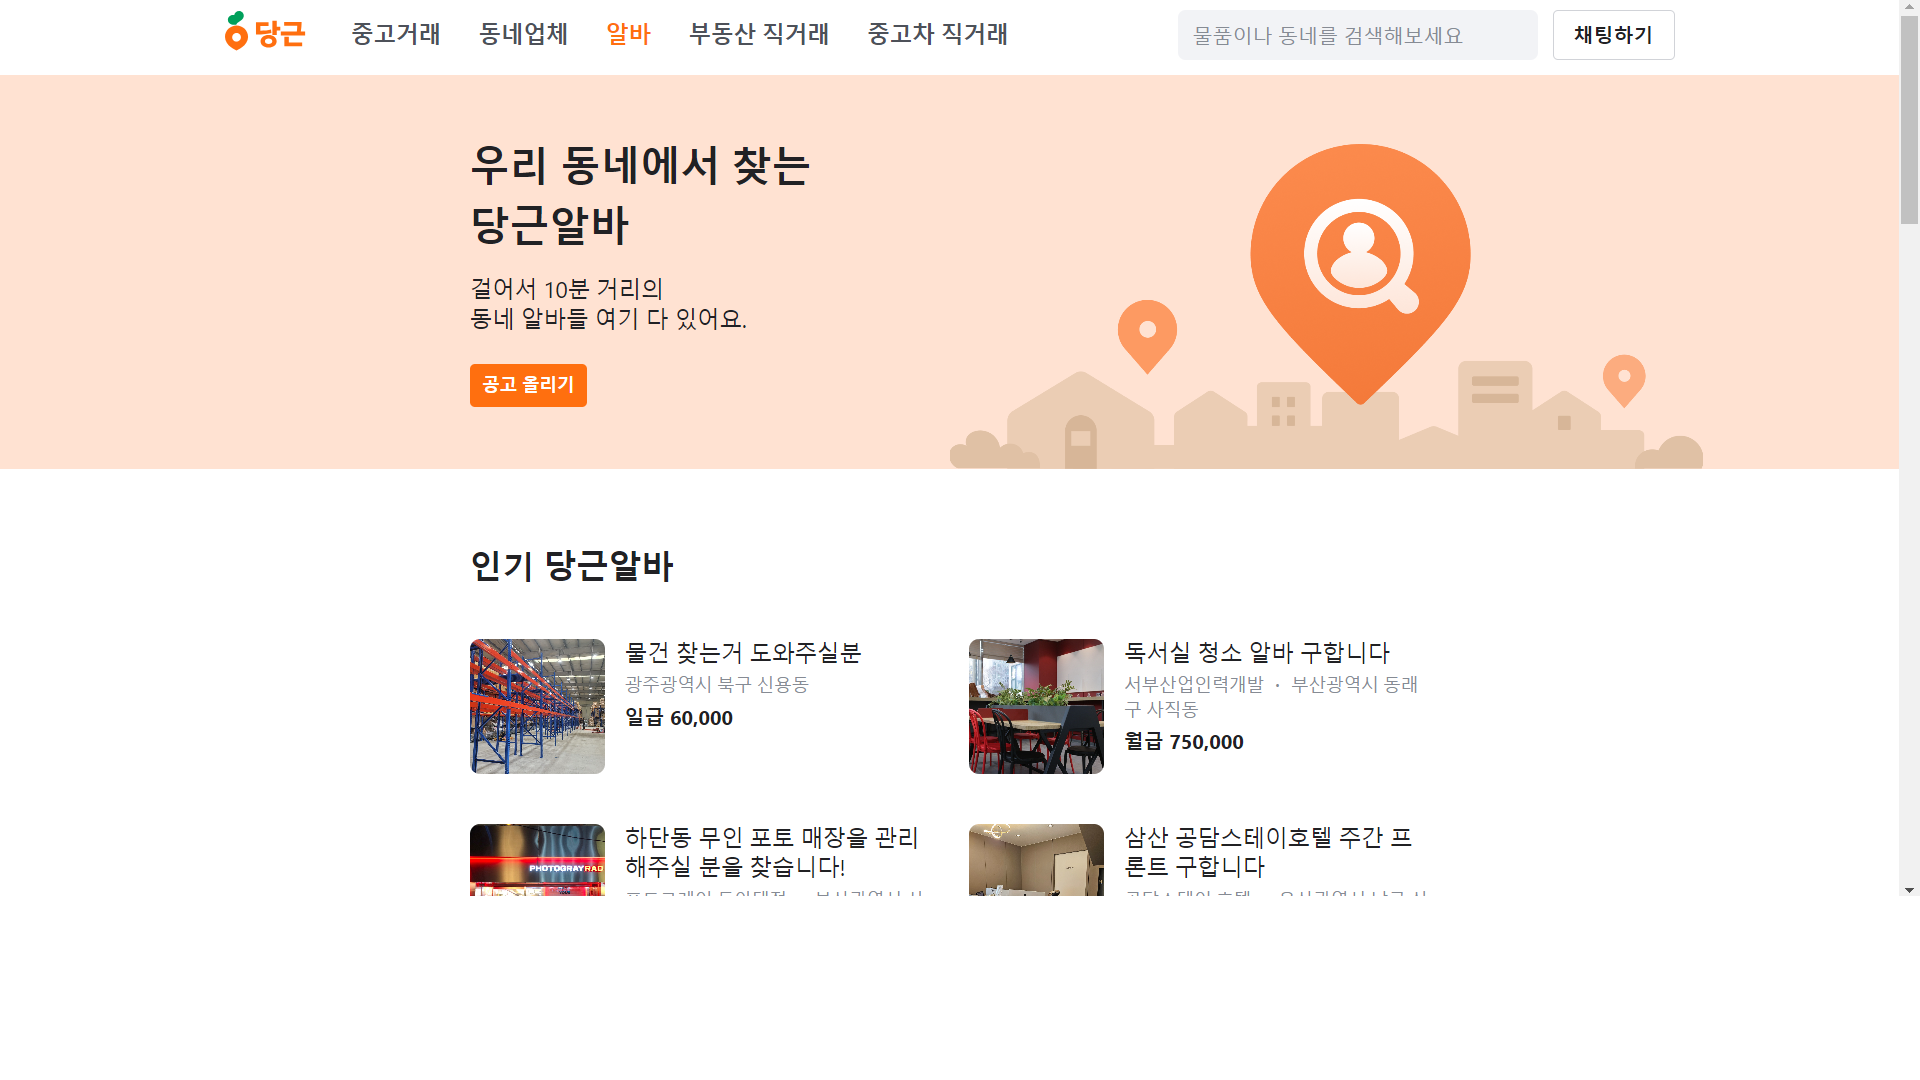 당근 중고거래 동네업체 알바 부동산 직거래 중고차 직거래 물품이나 동네를 검색해보세요 채팅하기
우리 동네에서 찾는
당근알바
걸어서 10분 거리의
동네 알바들 여기 다 있어요.
공고 올리기
인기 당근알바
물건 찾는거 도와주실분
광주광역시 북구 신용동
일급 60,000
독서실 청소 알바 구합니다
서부산업인력개발 · 부산광역시 동래
구 사직동
월급 750,000
PHOTOGRAYRAD
하단동 무인 포토 매장을 관리
해주실 분을 찾습니다!
삼산 공담스테이호텔 주간 프
론트 구합니다